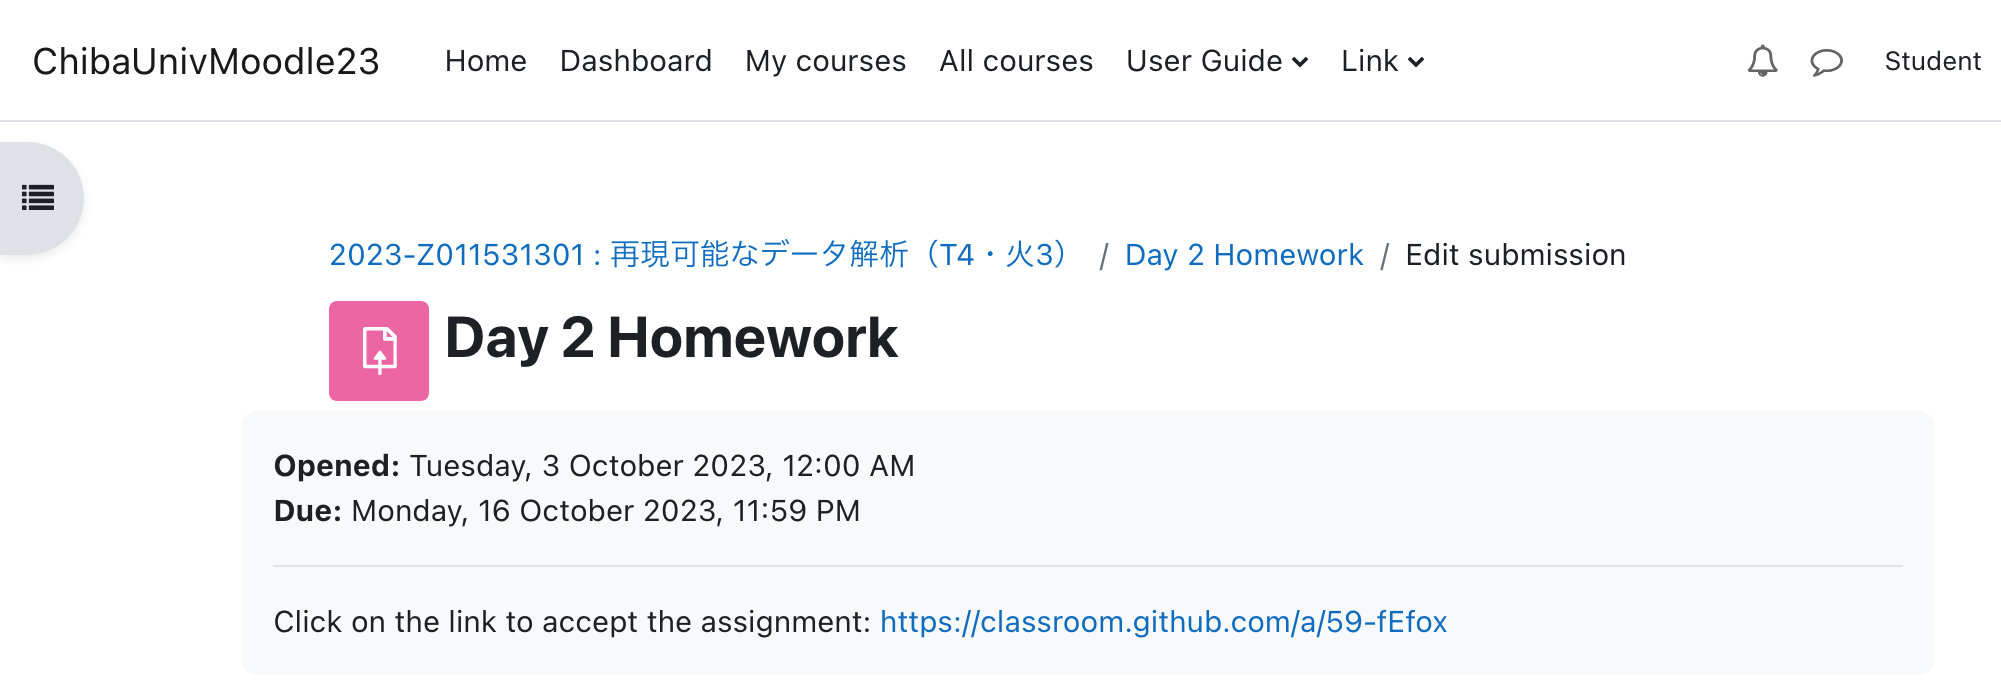 ChibaUnivMoodle23 Home Dashboard My courses All courses User Guide Link Student
2023-Z011531301 : 再現可能なデータ解析（T4・火3） / Day 2 Homework / Edit submission
Day 2 Homework
Opened: Tuesday, 3 October 2023, 12:00 AM
Due: Monday, 16 October 2023, 11:59 PM
Click on the link to accept the assignment: https://classroom.github.com/a/59-fEfox